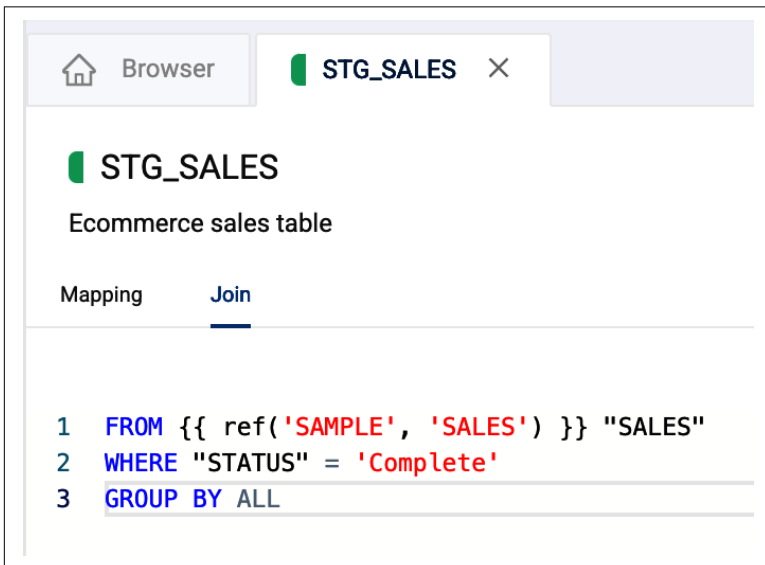 Browser
STG_SALES
STG_SALES
Ecommerce sales table
Mapping
Join
1 FROM {{ ref('SAMPLE', 'SALES') }} "SALES"
2 WHERE "STATUS" = 'Complete'
3 GROUP BY ALL